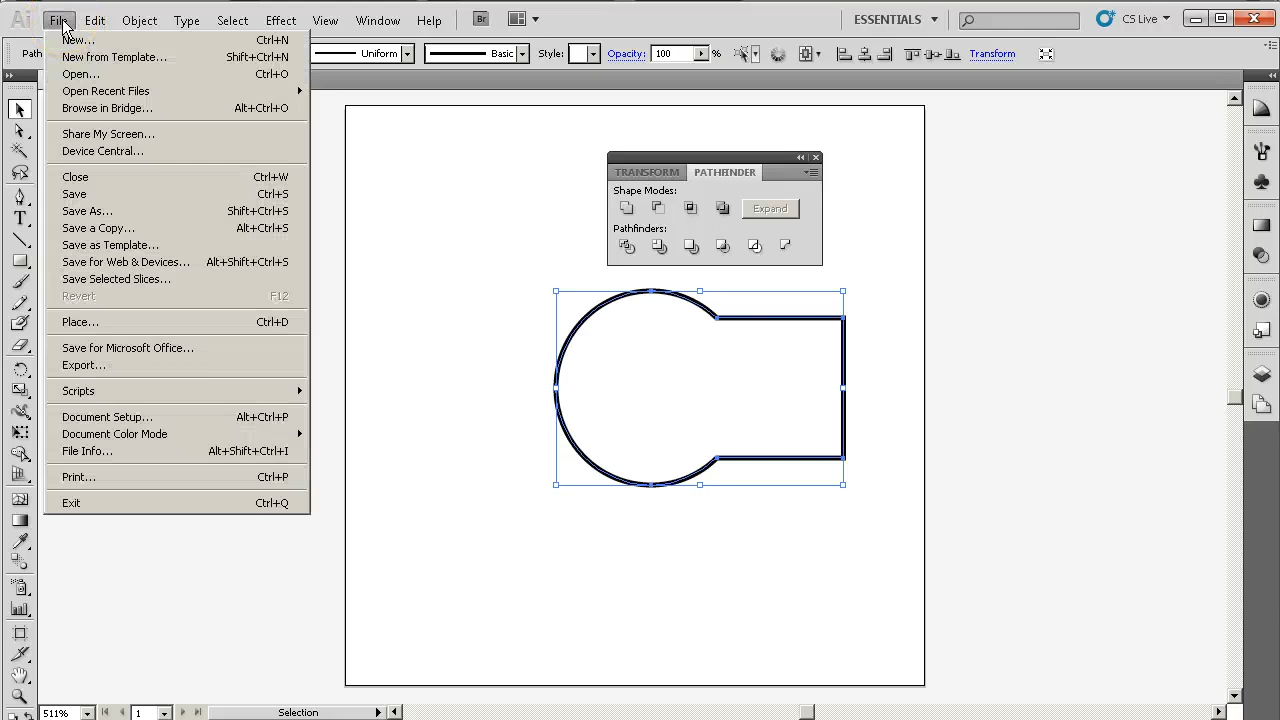 Ai File Edit Object Type Select Effect View Window Help Br ESSENTIALS CS Live
Path Uniform Basic Style: Opacity: 100 % Transform
New... Ctrl+N
New from Template... Shift+Ctrl+N
Open... Ctrl+O
Open Recent Files
Browse in Bridge... Alt+Ctrl+O
Share My Screen...
Device Central...
Close Ctrl+W
Save Ctrl+S
Save As... Shift+Ctrl+S
Save a Copy... Alt+Ctrl+S
Save as Template...
Save for Web & Devices... Alt+Shift+Ctrl+S
Save Selected Slices...
Revert F12
Place... Ctrl+D
Save for Microsoft Office...
Export...
Scripts
Document Setup... Alt+Ctrl+P
Document Color Mode
File Info... Alt+Shift+Ctrl+I
Print... Ctrl+P
Exit Ctrl+Q
TRANSFORM PATHFINDER
Shape Modes:
Expand
Pathfinders:
T
511% 1 Selection